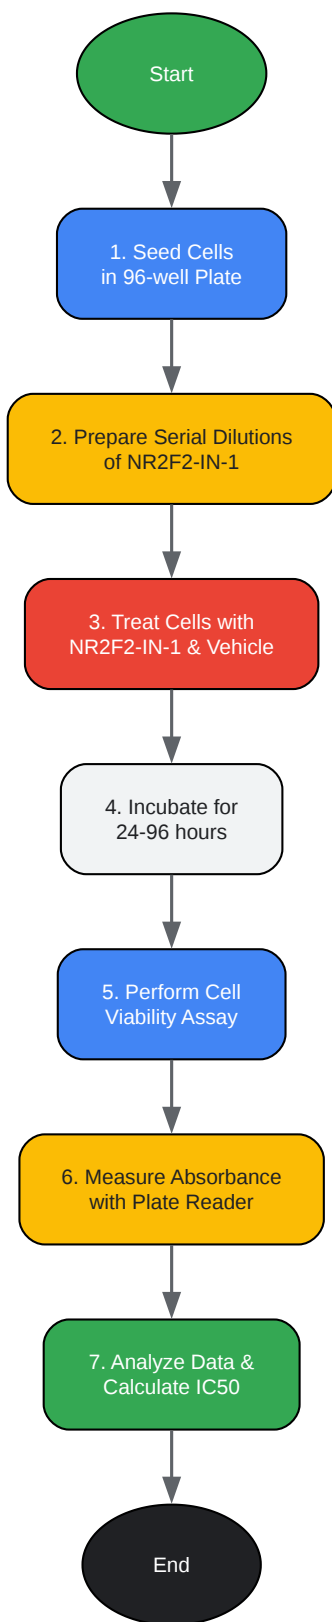 Start
1. Seed Cells
in 96-well Plate
2. Prepare Serial Dilutions
of NR2F2-IN-1
3. Treat Cells with
NR2F2-IN-1 & Vehicle
4. Incubate for
24-96 hours
5. Perform Cell
Viability Assay
6. Measure Absorbance
with Plate Reader
7. Analyze Data &
Calculate IC50
End